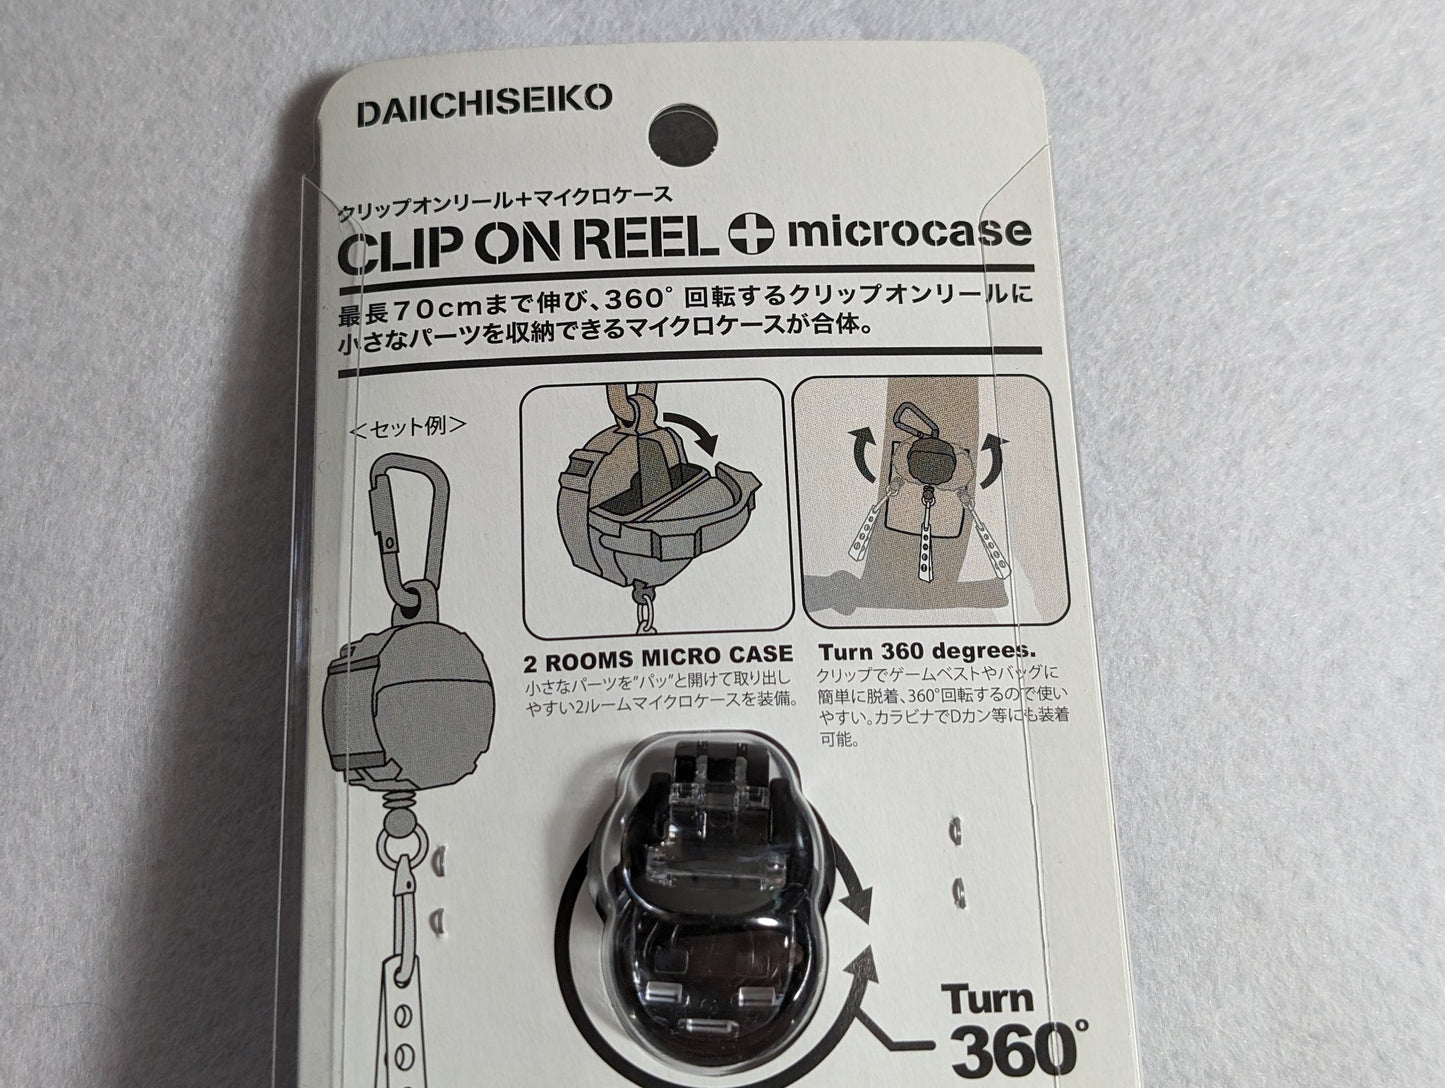 DAIICHISEIKO
クリップオンリール+マイクロケース
CLIP ON REEL + microcase
最長70cmまで伸び、360°回転するクリップオンリールに
小さなパーツを収納できるマイクロケースが合体。
＜セット例＞
2 ROOMS MICRO CASE
小さなパーツを"パッ"と開けて取り出し
やすい2ルームマイクロケースを装備。
Turn 360 degrees.
クリップでゲームベストやバッグに
簡単に脱着、360°回転するので使い
やすい。カラビナでDカン等にも装着
可能。
Turn
360°